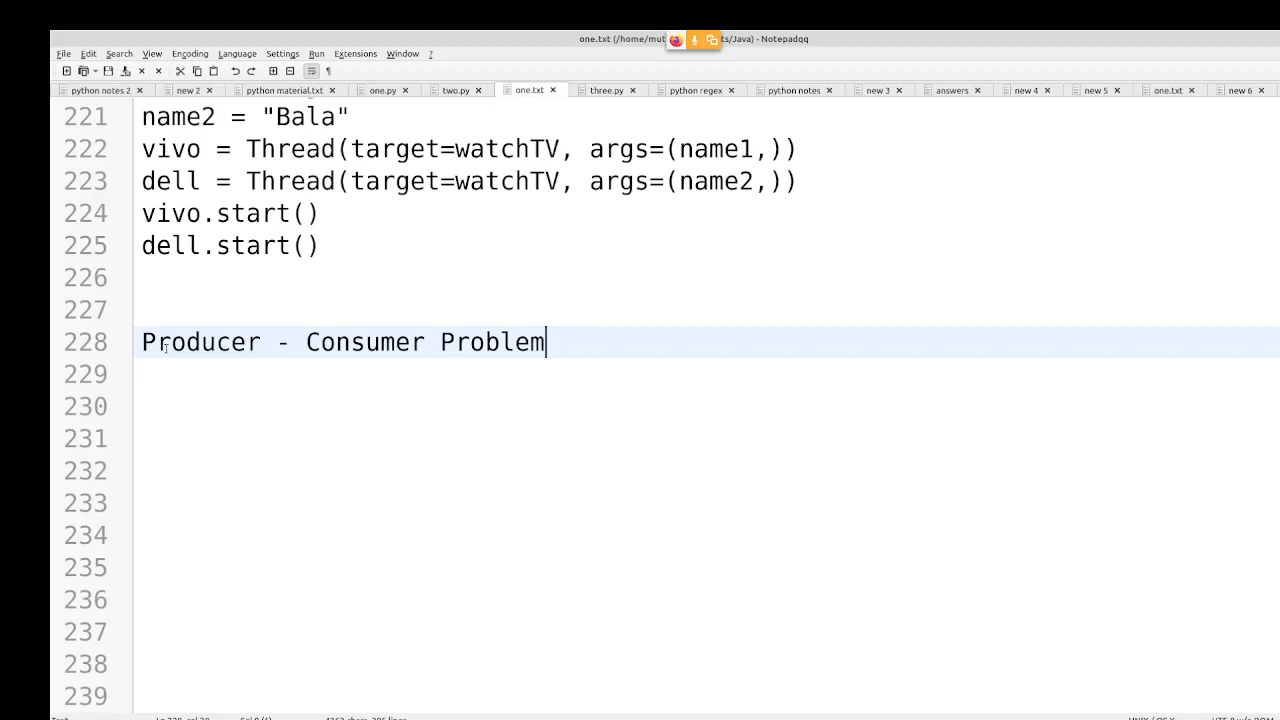 one.txt (/home/mut ts/Java) - Notepadqq
File Edit Search View Encoding Language Settings Run Extensions Window ?
python notes 2 new 2 python material.txt one.py two.py one.txt three.py python regex python notes new 3 answers new 4 new 5 one.txt new 6
221 name2 = "Bala"
222 vivo = Thread(target=watchTV, args=(name1,))
223 dell = Thread(target=watchTV, args=(name2,))
224 vivo.start()
225 dell.start()
226
227
228 Producer - Consumer Problem
229
230
231
232
233
234
235
236
237
238
239